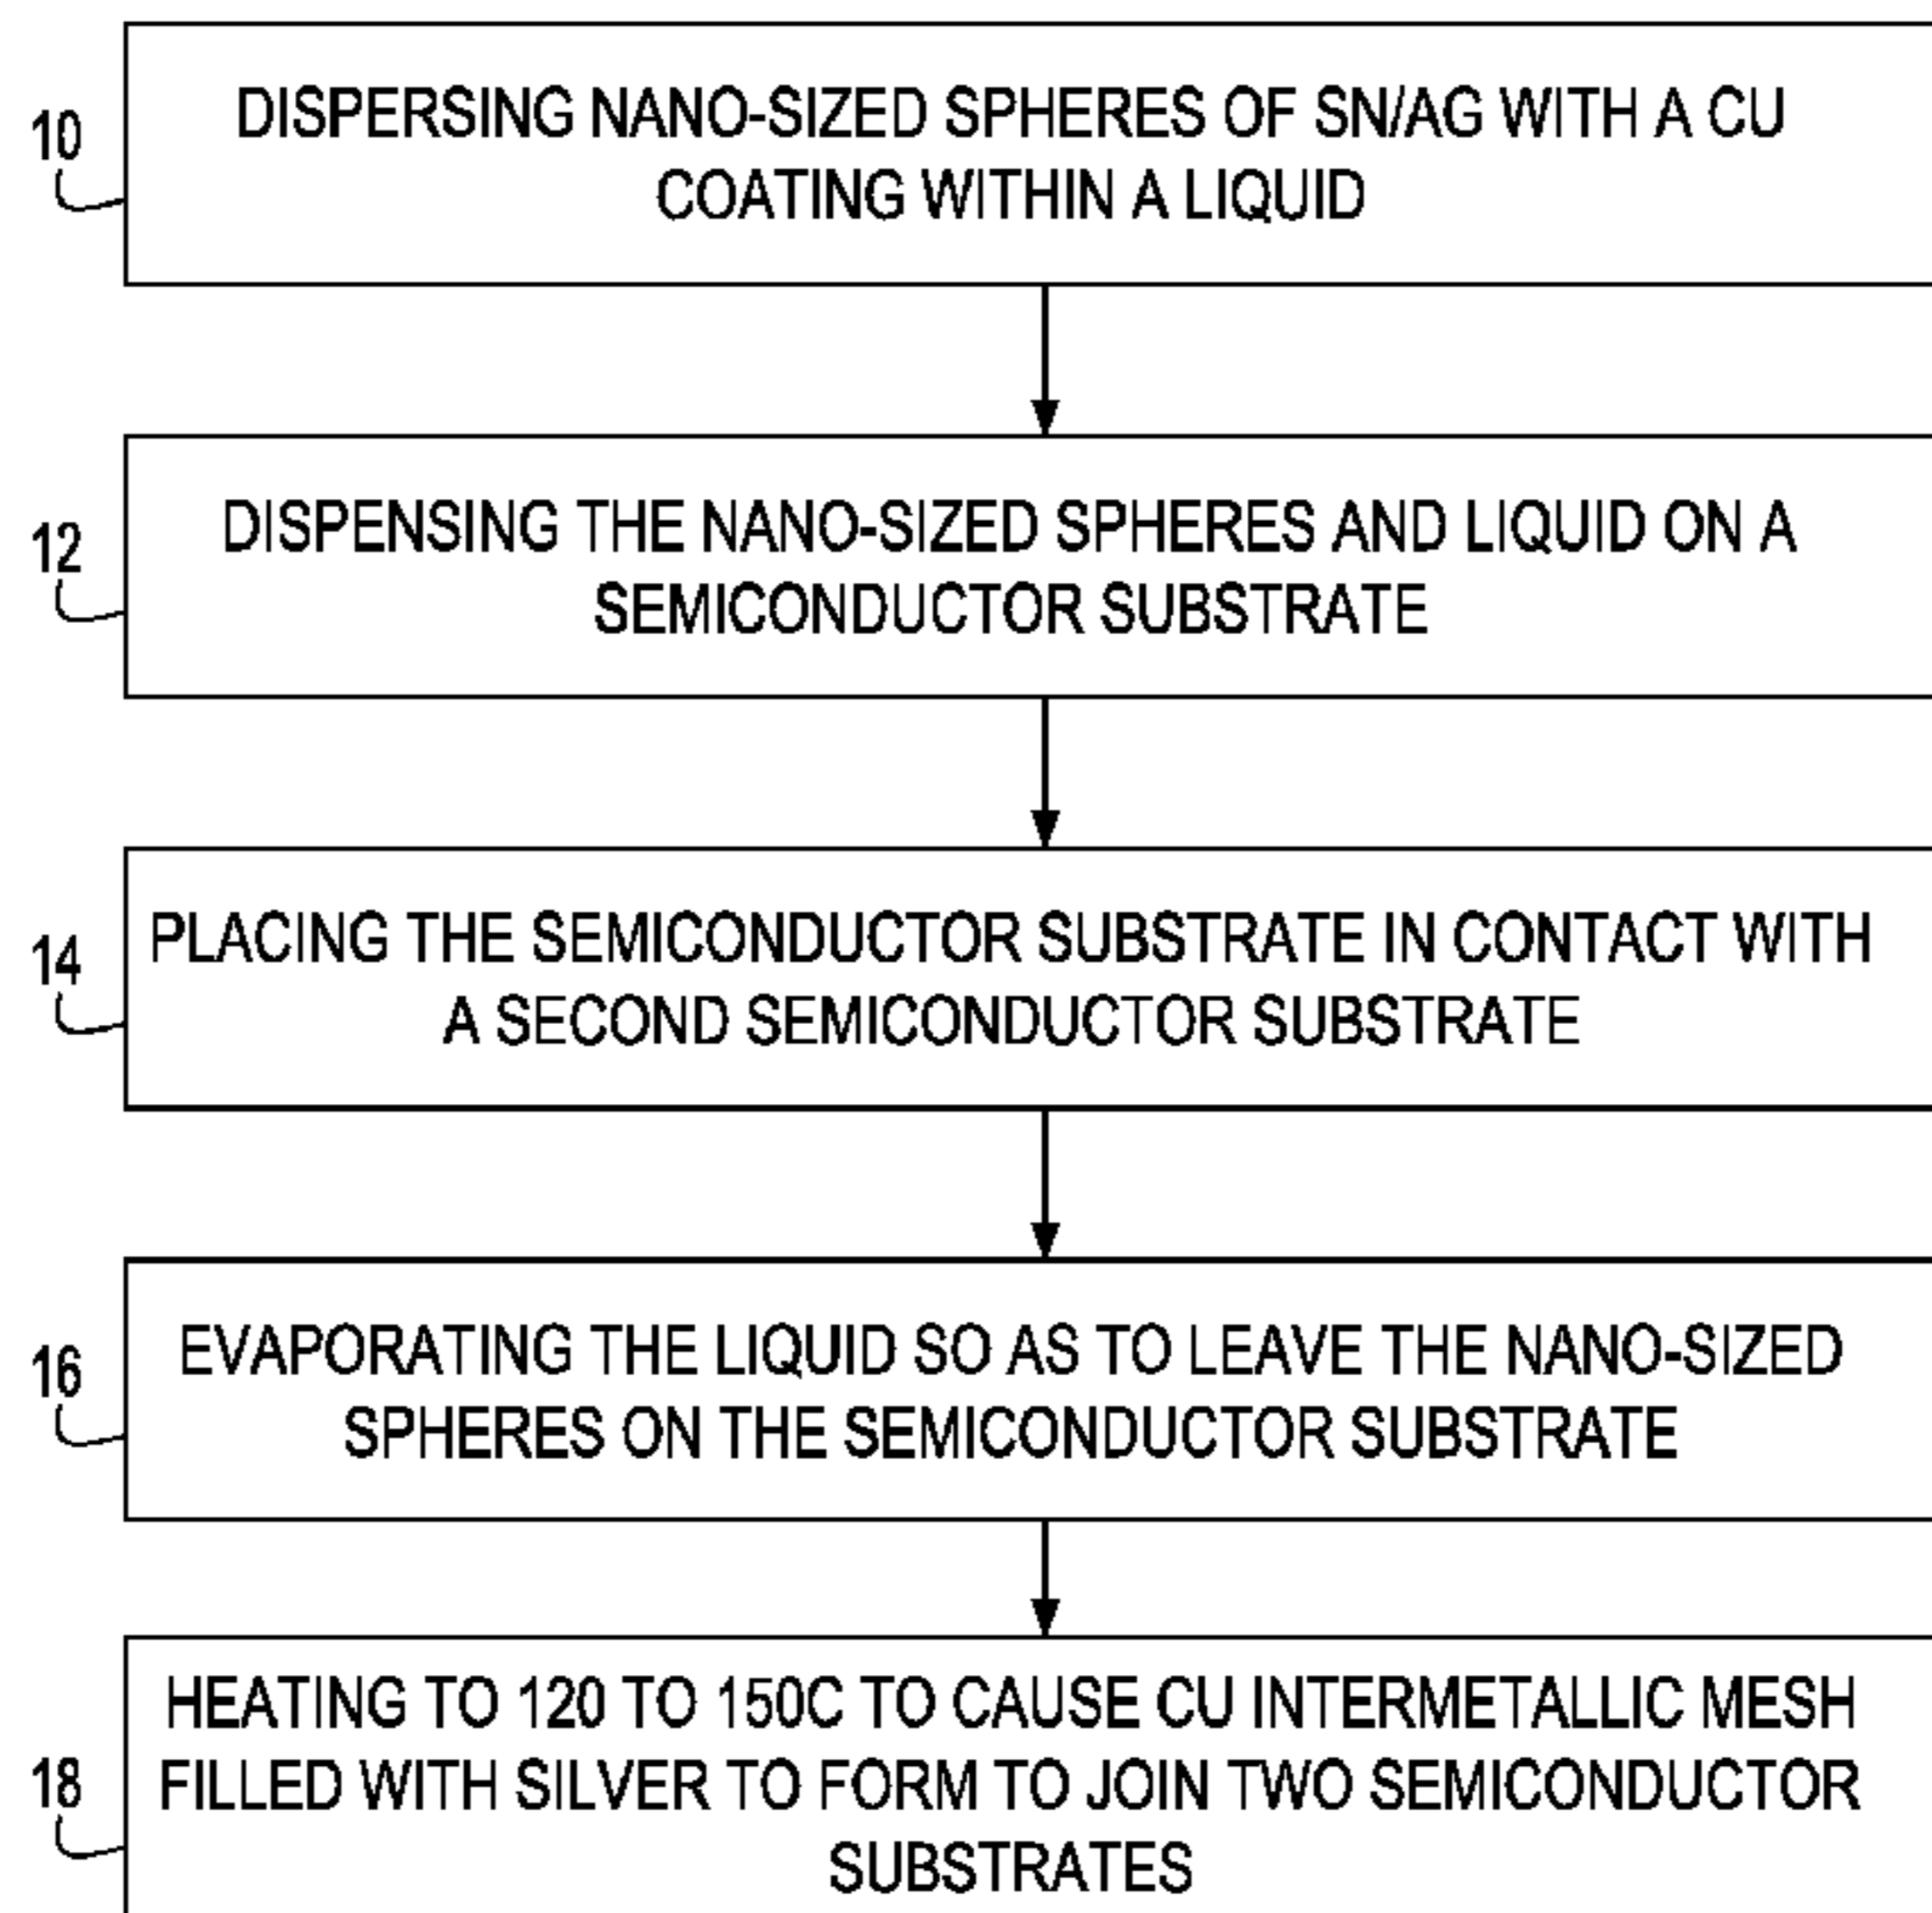 10
DISPERSING NANO-SIZED SPHERES OF SN/AG WITH A CU
COATING WITHIN A LIQUID
12
DISPENSING THE NANO-SIZED SPHERES AND LIQUID ON A
SEMICONDUCTOR SUBSTRATE
14
PLACING THE SEMICONDUCTOR SUBSTRATE IN CONTACT WITH
A SECOND SEMICONDUCTOR SUBSTRATE
16
EVAPORATING THE LIQUID SO AS TO LEAVE THE NANO-SIZED
SPHERES ON THE SEMICONDUCTOR SUBSTRATE
18
HEATING TO 120 TO 150C TO CAUSE CU INTERMETALLIC MESH
FILLED WITH SILVER TO FORM TO JOIN TWO SEMICONDUCTOR
SUBSTRATES